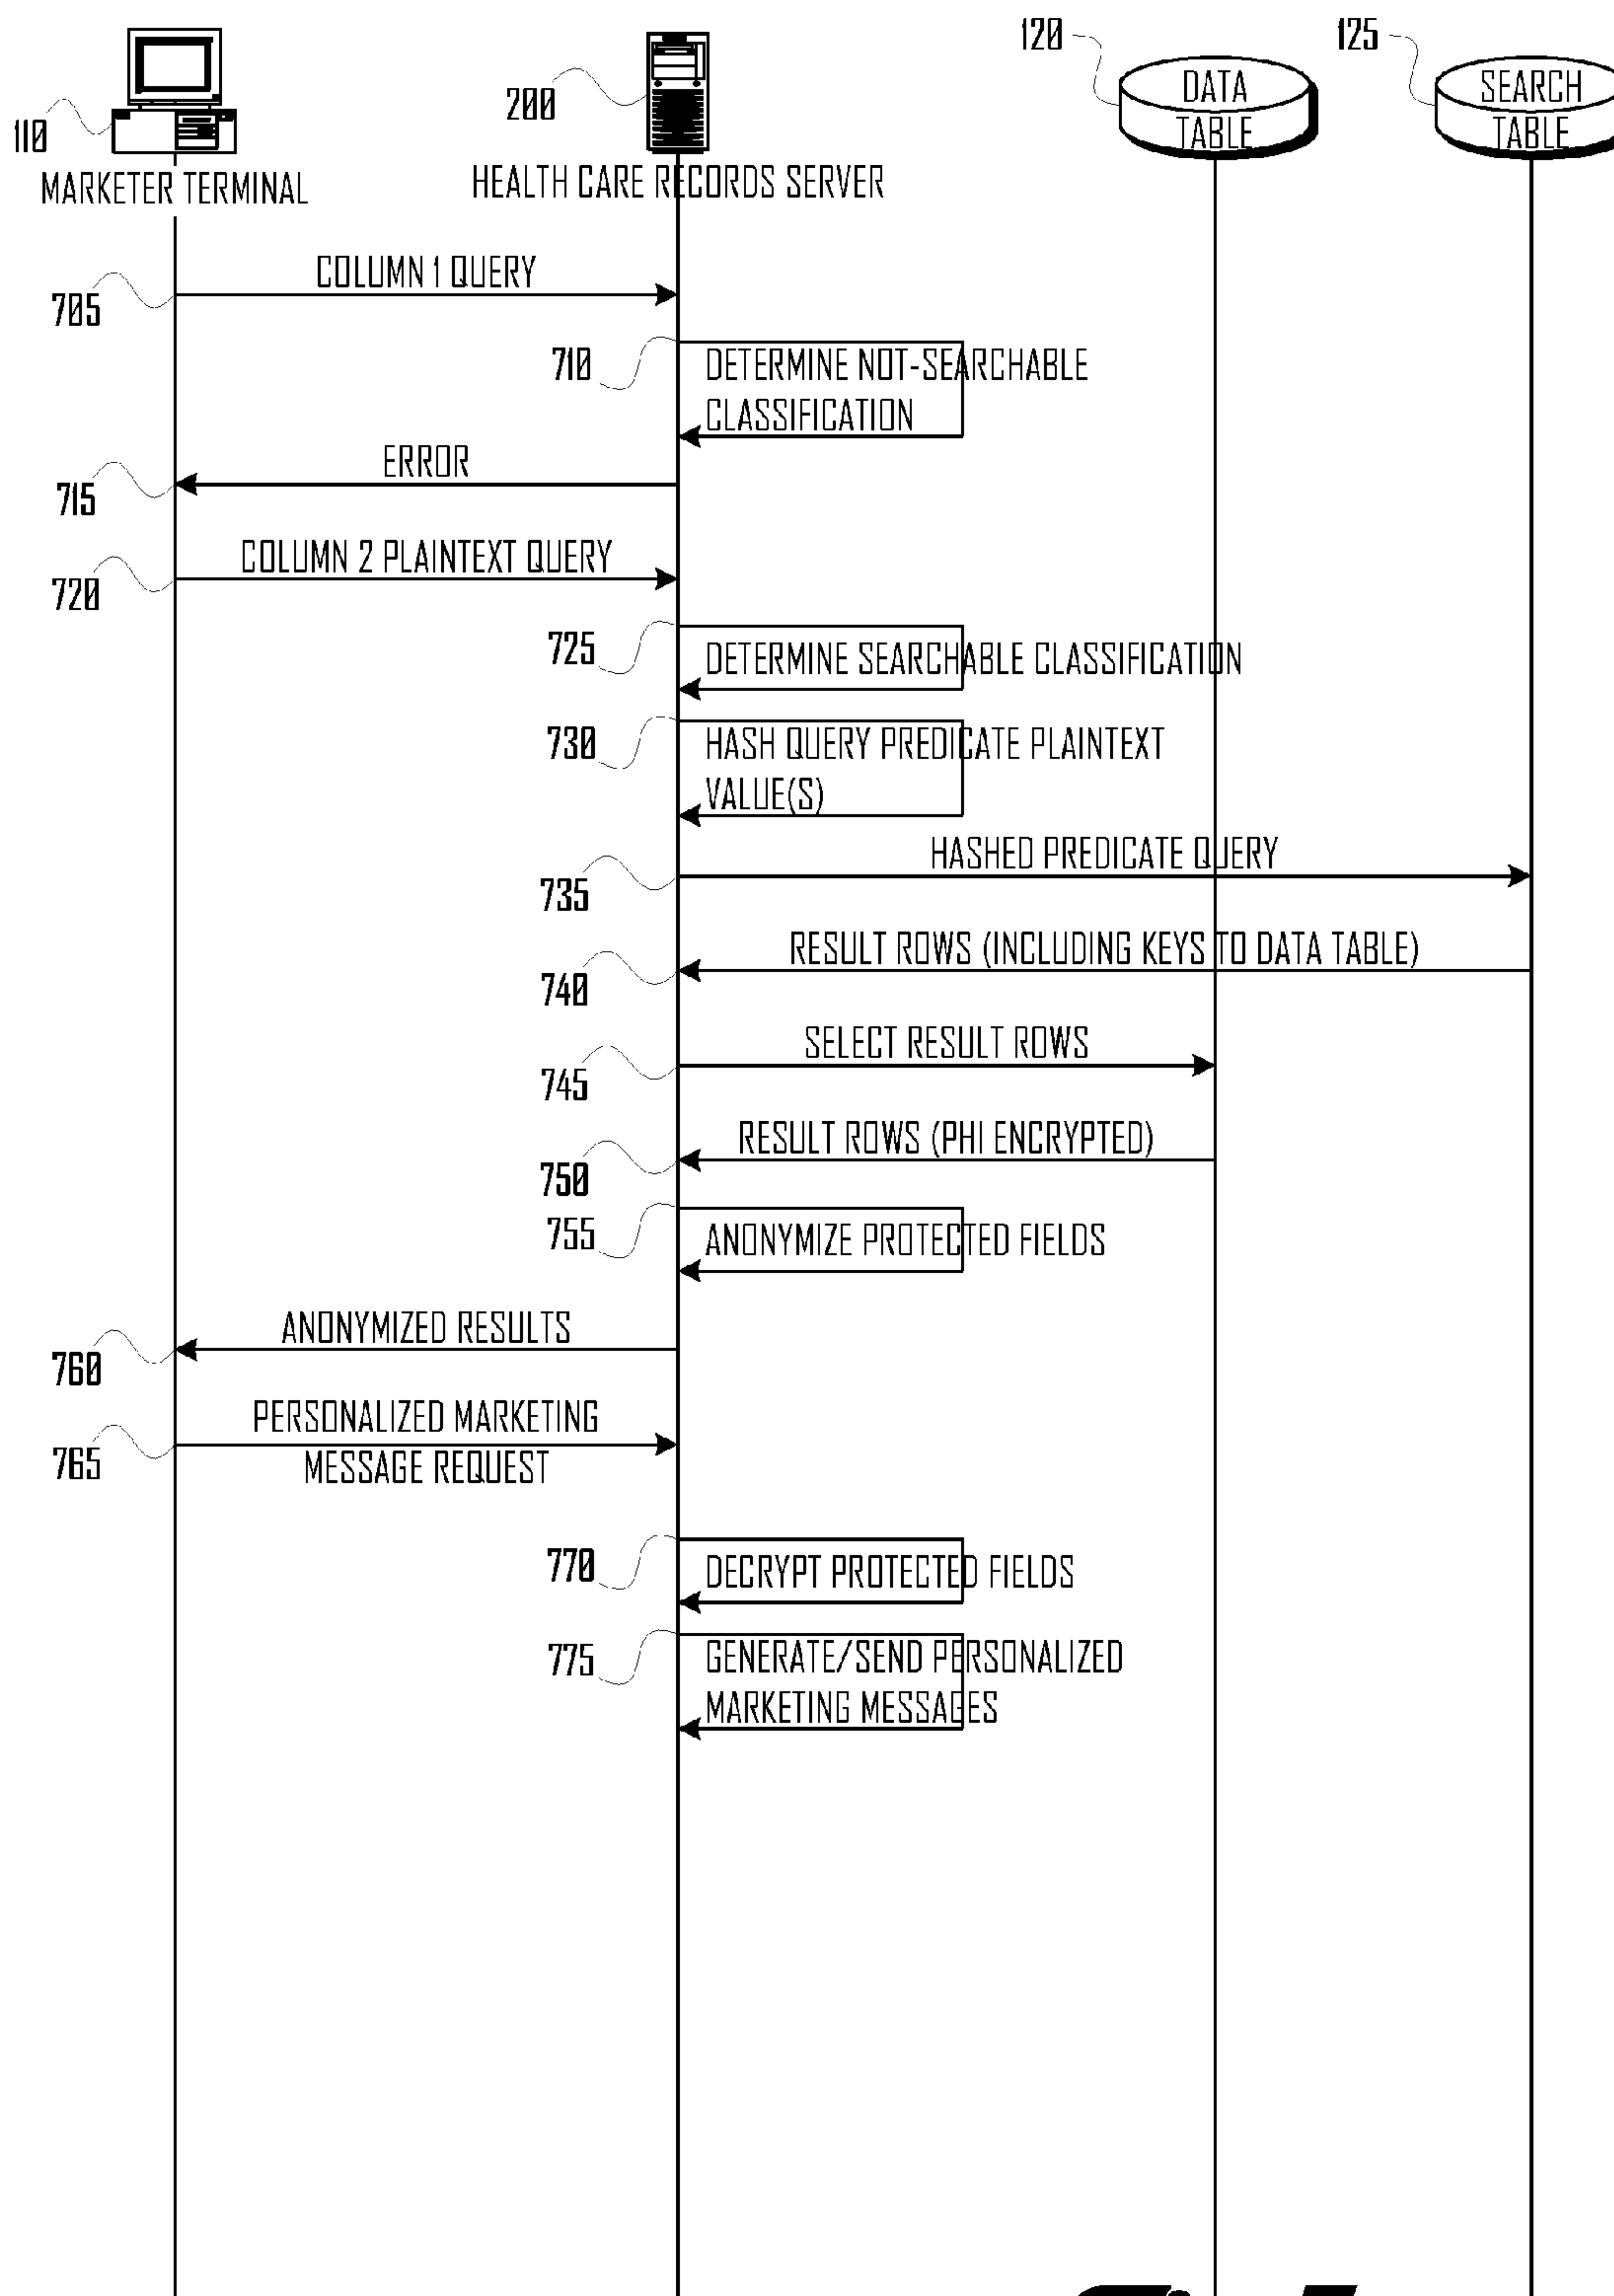 120
125
DATA
TABLE
SEARCH
TABLE
110
200
MARKETER TERMINAL
HEALTH CARE RECORDS SERVER
COLUMN 1 QUERY
705
710
DETERMINE NOT-SEARCHABLE
CLASSIFICATION
ERROR
715
COLUMN 2 PLAINTEXT QUERY
720
725
DETERMINE SEARCHABLE CLASSIFICATION
730
HASH QUERY PREDICATE PLAINTEXT
VALUE(S)
HASHED PREDICATE QUERY
735
RESULT ROWS (INCLUDING KEYS TO DATA TABLE)
740
SELECT RESULT ROWS
745
RESULT ROWS (PHI ENCRYPTED)
750
755
ANONYMIZE PROTECTED FIELDS
ANONYMIZED RESULTS
760
PERSONALIZED MARKETING
MESSAGE REQUEST
765
770
DECRYPT PROTECTED FIELDS
775
GENERATE/SEND PERSONALIZED
MARKETING MESSAGES